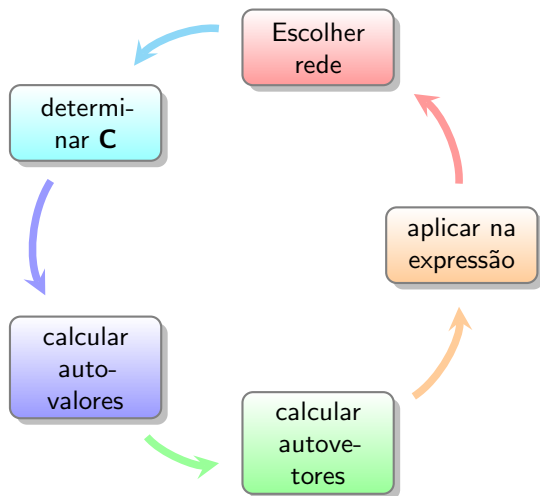 Escolher
rede
determi-
nar C
calcular
auto-
valores
calcular
autove-
tores
aplicar na
expressão